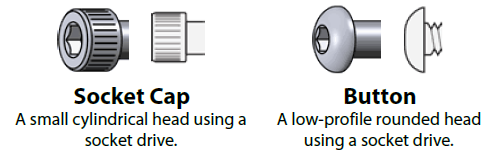 Socket Cap
A small cylindrical head using a
socket drive.
Button
A low-profile rounded head
using a socket drive.